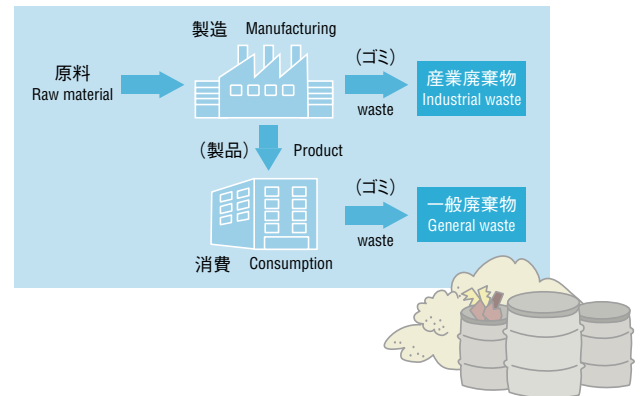 製造 Manufacturing
原料
Raw material
(ゴミ)
waste
産業廃棄物
Industrial waste
(製品) Product
(ゴミ)
waste
一般廃棄物
General waste
消費 Consumption